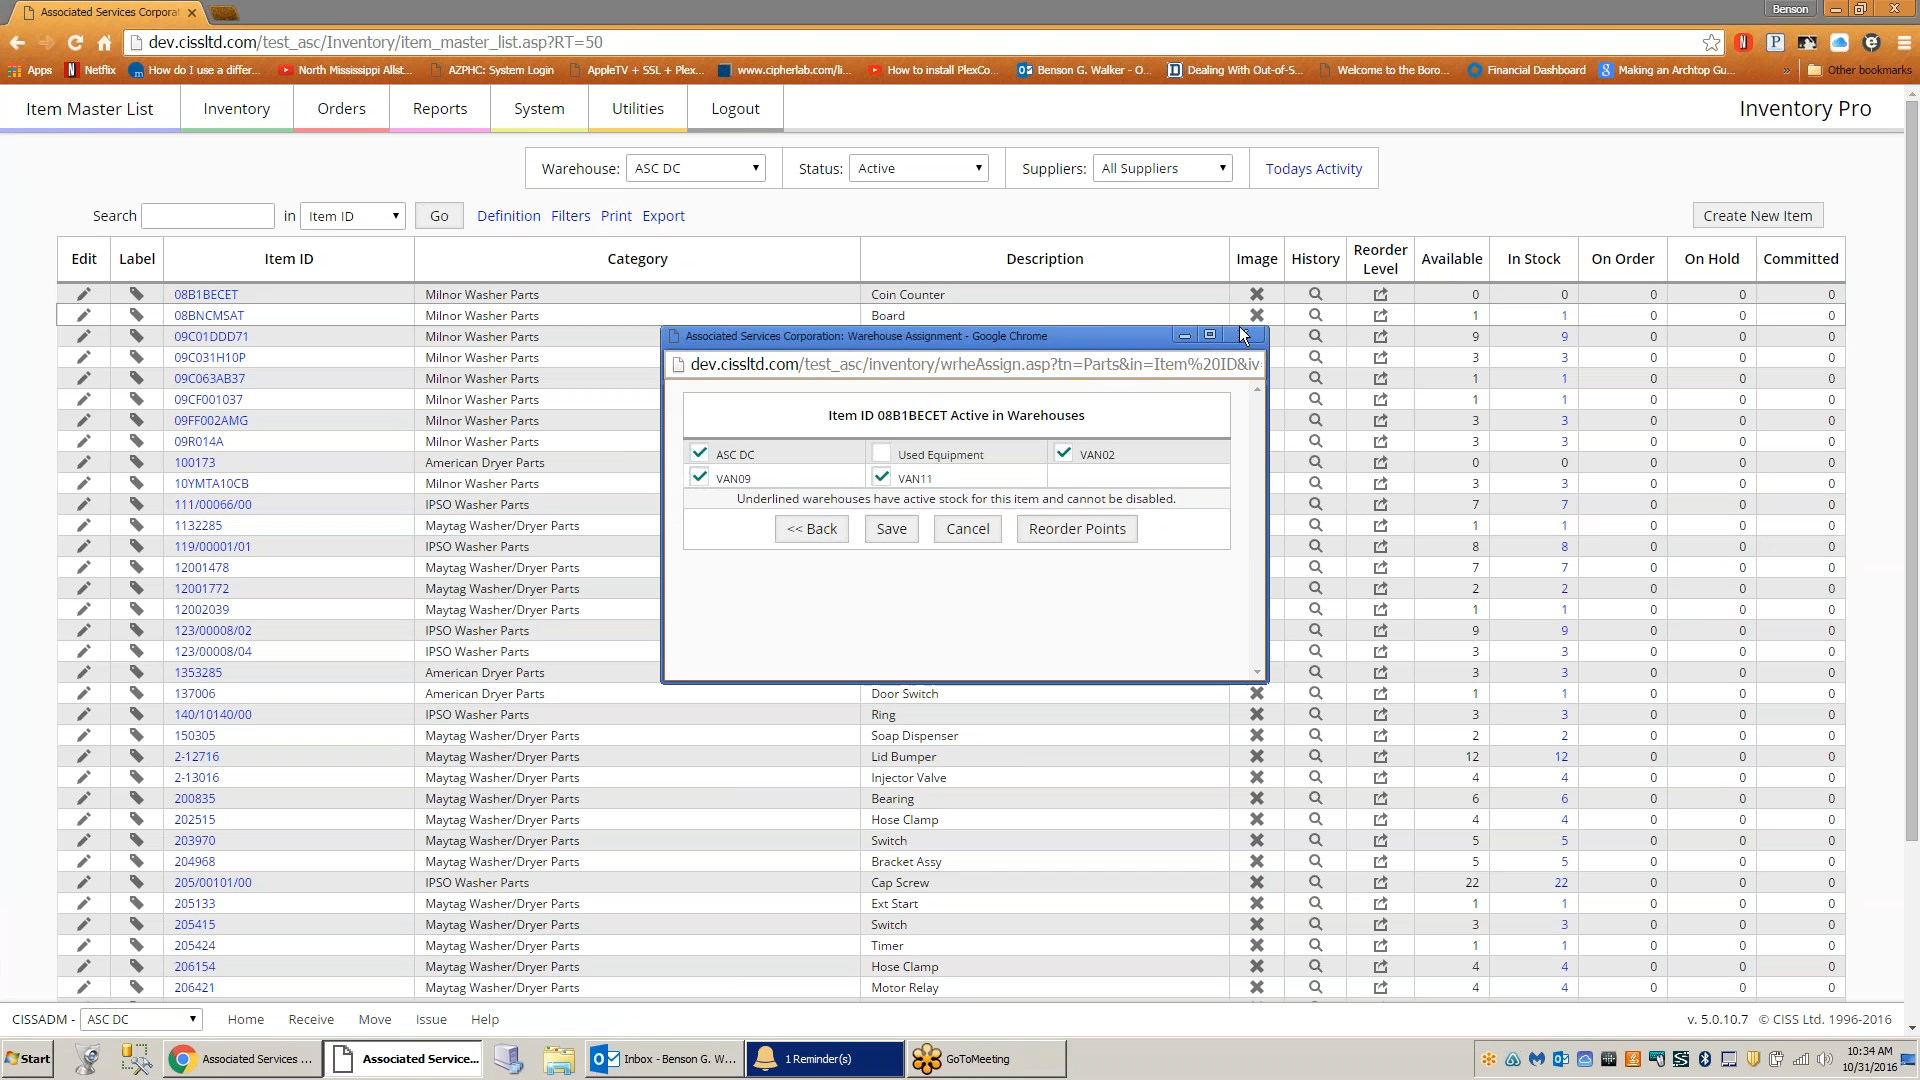 Associated Services Corporat
Benson
dev.cissltd.com/test_asc/Inventory/item_master_list.asp?RT=50
Apps Netflix How do I use a differ... North Mississippi Allst... AZPHC: System Login AppleTV + SSL + Plex... www.cipherlab.com/li... How to install PlexCo... Benson G. Walker - O... Dealing With Out-of-S... Welcome to the Boro... Financial Dashboard Making an Archtop Gu... » Other bookmarks
Item Master List Inventory Orders Reports System Utilities Logout Inventory Pro
Warehouse: ASC DC Status: Active Suppliers: All Suppliers Todays Activity
Search in Item ID Go Definition Filters Print Export Create New Item
Edit Label Item ID Category Description Image History Reorder Level Available In Stock On Order On Hold Committed
08B1BECET Milnor Washer Parts Coin Counter 0 0 0 0 0
08BNCMSAT Milnor Washer Parts Board 1 1 0 0 0
09C01DDD71 Milnor Washer Parts 9 9 0 0 0
09C031H10P Milnor Washer Parts 3 3 0 0 0
09C063AB37 Milnor Washer Parts 1 1 0 0 0
09CF001037 Milnor Washer Parts 1 1 0 0 0
09FF002AMG Milnor Washer Parts 3 3 0 0 0
09R014A Milnor Washer Parts 3 3 0 0 0
100173 American Dryer Parts 0 0 0 0 0
10YMTA10CB Milnor Washer Parts 3 3 0 0 0
111/00066/00 IPSO Washer Parts 7 7 0 0 0
1132285 Maytag Washer/Dryer Parts 1 1 0 0 0
119/00001/01 IPSO Washer Parts 8 8 0 0 0
12001478 Maytag Washer/Dryer Parts 7 7 0 0 0
12001772 Maytag Washer/Dryer Parts 2 2 0 0 0
12002039 Maytag Washer/Dryer Parts 1 1 0 0 0
123/00008/02 IPSO Washer Parts 9 9 0 0 0
123/00008/04 IPSO Washer Parts 3 3 0 0 0
1353285 American Dryer Parts 3 3 0 0 0
137006 American Dryer Parts Door Switch 1 1 0 0 0
140/10140/00 IPSO Washer Parts Ring 3 3 0 0 0
150305 Maytag Washer/Dryer Parts Soap Dispenser 2 2 0 0 0
2-12716 Maytag Washer/Dryer Parts Lid Bumper 12 12 0 0 0
2-13016 Maytag Washer/Dryer Parts Injector Valve 4 4 0 0 0
200835 Maytag Washer/Dryer Parts Bearing 6 6 0 0 0
202515 Maytag Washer/Dryer Parts Hose Clamp 4 4 0 0 0
203970 Maytag Washer/Dryer Parts Switch 5 5 0 0 0
204968 Maytag Washer/Dryer Parts Bracket Assy 5 5 0 0 0
205/00101/00 IPSO Washer Parts Cap Screw 22 22 0 0 0
205133 Maytag Washer/Dryer Parts Ext Start 1 1 0 0 0
205415 Maytag Washer/Dryer Parts Switch 3 3 0 0 0
205424 Maytag Washer/Dryer Parts Timer 1 1 0 0 0
206154 Maytag Washer/Dryer Parts Hose Clamp 4 4 0 0 0
206421 Maytag Washer/Dryer Parts Motor Relay 4 4 0 0 0
Associated Services Corporation: Warehouse Assignment - Google Chrome
dev.cissltd.com/test_asc/inventory/wrheAssign.asp?tn=Parts&in=Item%20ID&iv
Item ID 08B1BECET Active in Warehouses
ASC DC Used Equipment VAN02
VAN09 VAN11
Underlined warehouses have active stock for this item and cannot be disabled.
<< Back Save Cancel Reorder Points
CISSADM - ASC DC Home Receive Move Issue Help v. 5.0.10.7 © CISS Ltd. 1996-2016
Start Associated Services ... Associated Service... Inbox - Benson G. W... 1 Reminder(s) GoToMeeting 10:34 AM
10/31/2016